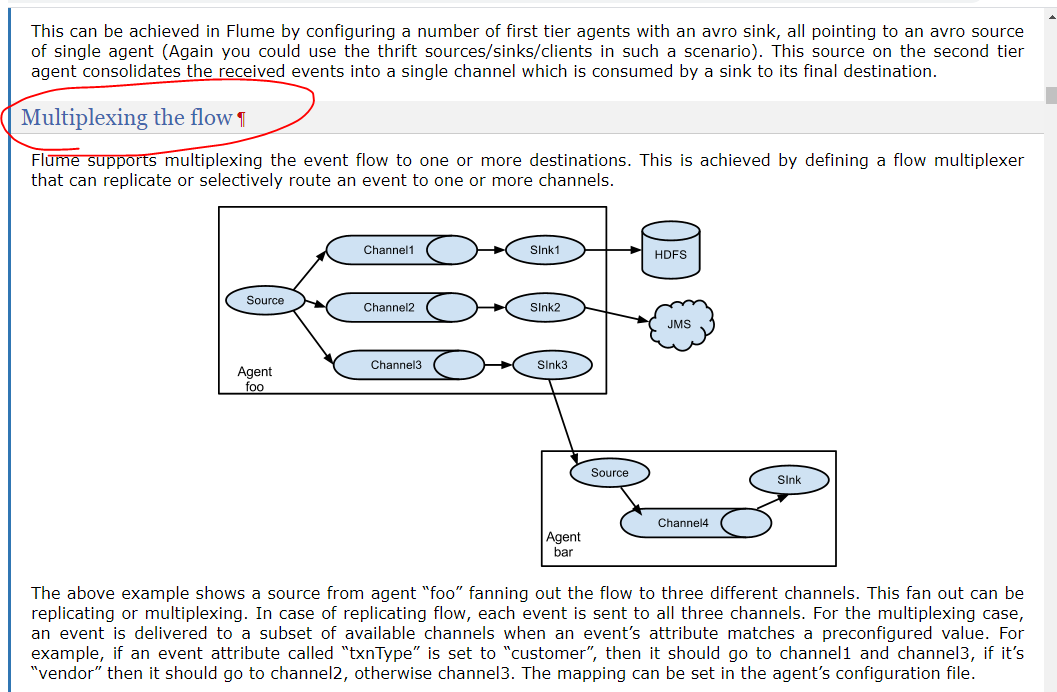 This can be achieved in Flume by configuring a number of first tier agents with an avro sink, all pointing to an avro source
of single agent (Again you could use the thrift sources/sinks/clients in such a scenario). This source on the second tier
agent consolidates the received events into a single channel which is consumed by a sink to its final destination.
Multiplexing the flow ¶
Flume supports multiplexing the event flow to one or more destinations. This is achieved by defining a flow multiplexer
that can replicate or selectively route an event to one or more channels.
Channel1
SInk1
HDFS
Source
Channel2
SInk2
JMS
Channel3
SInk3
Agent
foo
Source
SInk
Channel4
Agent
bar
The above example shows a source from agent “foo” fanning out the flow to three different channels. This fan out can be
replicating or multiplexing. In case of replicating flow, each event is sent to all three channels. For the multiplexing case,
an event is delivered to a subset of available channels when an event’s attribute matches a preconfigured value. For
example, if an event attribute called “txnType” is set to “customer”, then it should go to channel1 and channel3, if it’s
“vendor” then it should go to channel2, otherwise channel3. The mapping can be set in the agent’s configuration file.